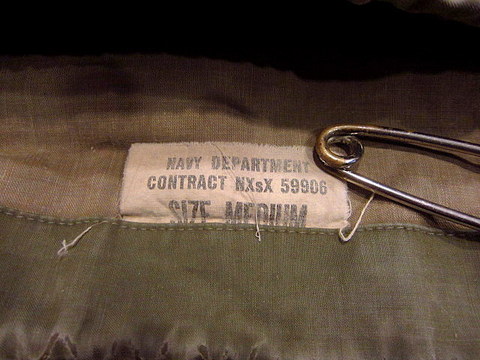 NAVY DEPARTMENT
CONTRACT NXsX 59906
SIZE MEDIUM